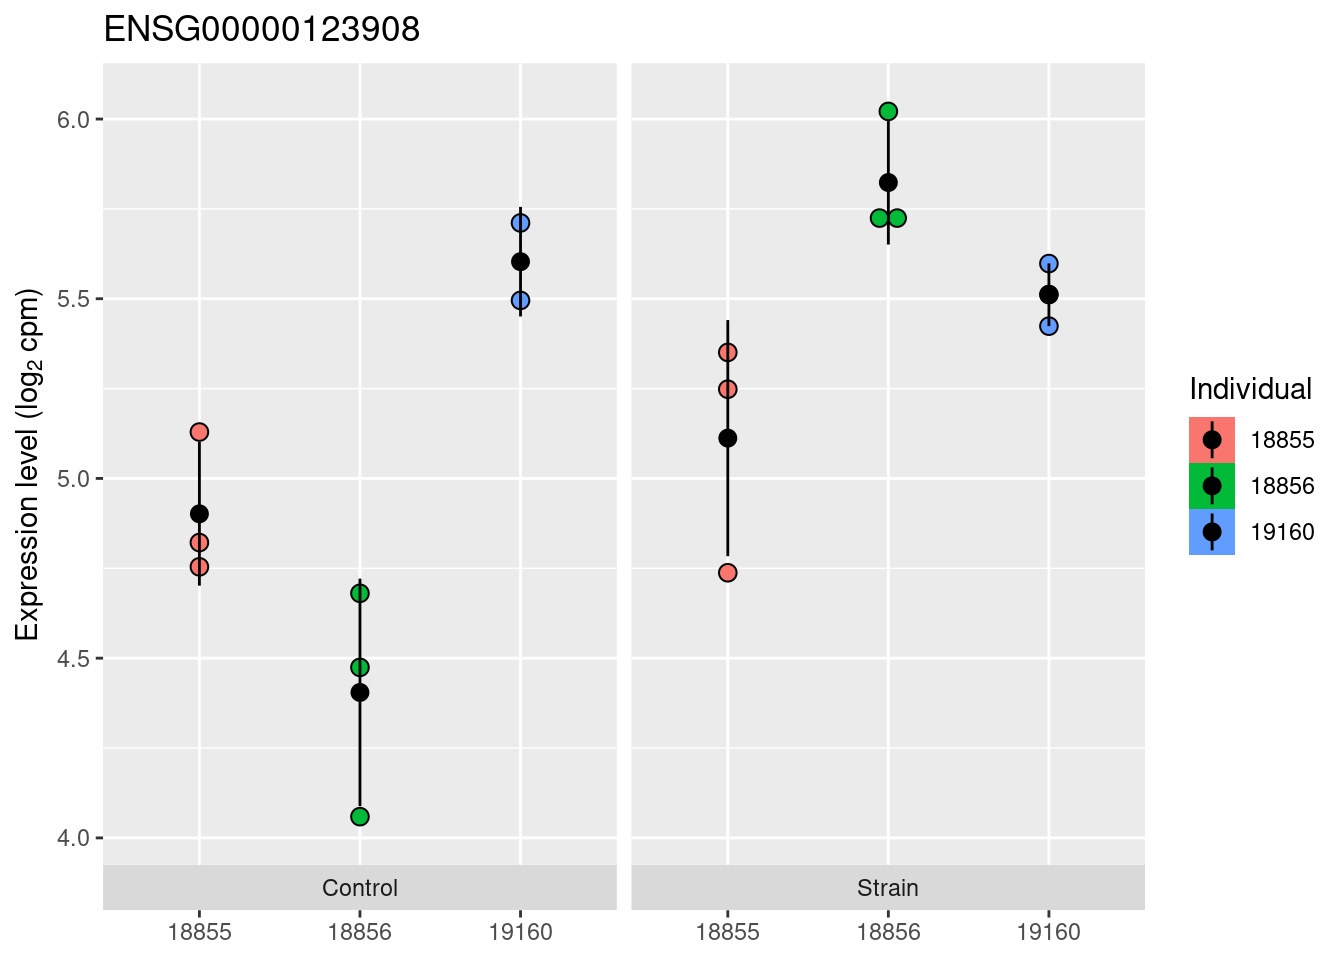 ENSG00000123908
Expression level (log₂ cpm)
6.0
5.5
5.0
4.5
4.0
Control
Strain
18855
18856
19160
18855
18856
19160
Individual
18855
18856
19160